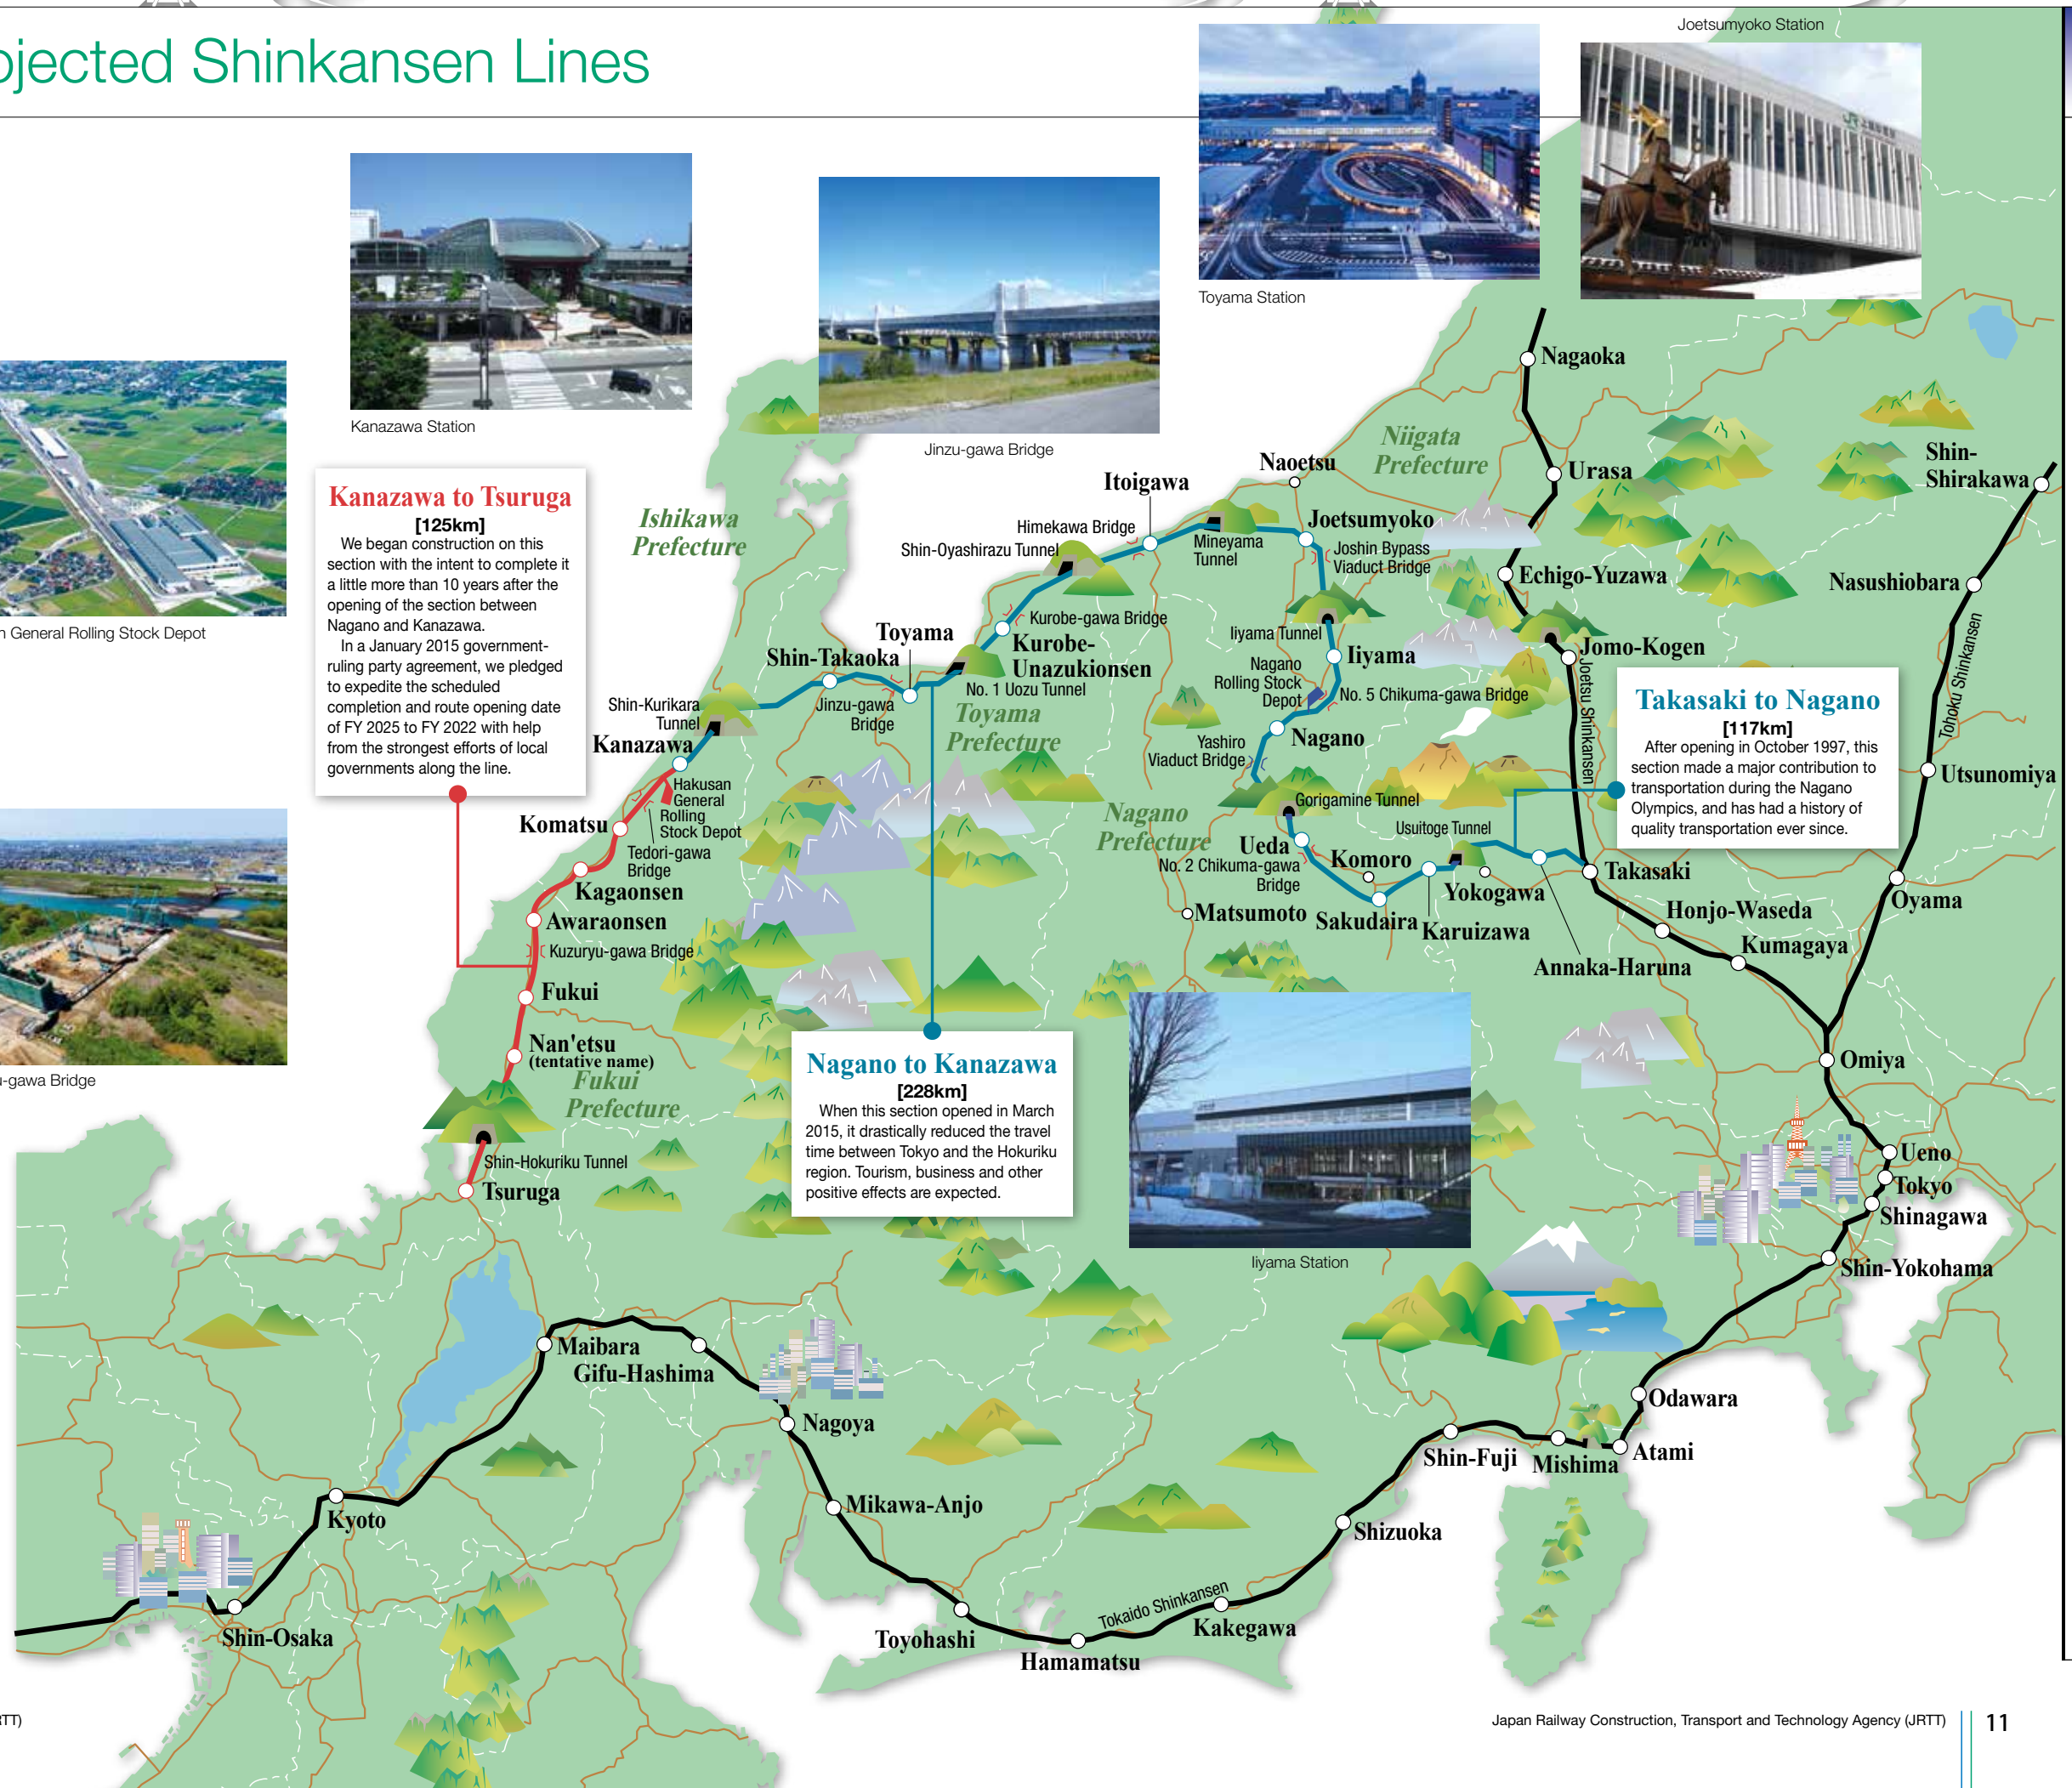 ojected Shinkansen Lines
Joetsumyoko Station
Toyama Station
Kanazawa Station
Jinzu-gawa Bridge
n General Rolling Stock Depot
u-gawa Bridge
Iiyama Station
Kanazawa to Tsuruga
[125km]
We began construction on this
section with the intent to complete it
a little more than 10 years after the
opening of the section between
Nagano and Kanazawa.
In a January 2015 government-
ruling party agreement, we pledged
to expedite the scheduled
completion and route opening date
of FY 2025 to FY 2022 with help
from the strongest efforts of local
governments along the line.
Nagano to Kanazawa
[228km]
When this section opened in March
2015, it drastically reduced the travel
time between Tokyo and the Hokuriku
region. Tourism, business and other
positive effects are expected.
Takasaki to Nagano
[117km]
After opening in October 1997, this
section made a major contribution to
transportation during the Nagano
Olympics, and has had a history of
quality transportation ever since.
Ishikawa
Prefecture
Niigata
Prefecture
Toyama
Prefecture
Nagano
Prefecture
Fukui
Prefecture
Nagaoka
Urasa
Echigo-Yuzawa
Jomo-Kogen
Joetsu Shinkansen
Shin-
Shirakawa
Nasushiobara
Tohoku Shinkansen
Utsunomiya
Oyama
Naoetsu
Itoigawa
Himekawa Bridge
Shin-Oyashirazu Tunnel
Mineyama
Tunnel
Joetsumyoko
Joshin Bypass
Viaduct Bridge
Kurobe-gawa Bridge
Kurobe-
Unazukionsen
No. 1 Uozu Tunnel
Toyama
Shin-Takaoka
Jinzu-gawa
Bridge
Shin-Kurikara
Tunnel
Kanazawa
Iiyama Tunnel
Iiyama
Nagano
Rolling Stock
Depot
No. 5 Chikuma-gawa Bridge
Nagano
Yashiro
Viaduct Bridge
Gorigamine Tunnel
Ueda
No. 2 Chikuma-gawa
Bridge
Komoro
Usuitoge Tunnel
Yokogawa
Matsumoto
Sakudaira
Karuizawa
Annaka-Haruna
Takasaki
Honjo-Waseda
Kumagaya
Omiya
Ueno
Tokyo
Shinagawa
Shin-Yokohama
Hakusan
General
Rolling
Stock Depot
Komatsu
Tedori-gawa
Bridge
Kagaonsen
Awaraonsen
Kuzuryu-gawa Bridge
Fukui
Nan'etsu
(tentative name)
Shin-Hokuriku Tunnel
Tsuruga
Maibara
Gifu-Hashima
Nagoya
Mikawa-Anjo
Kyoto
Shin-Osaka
Toyohashi
Hamamatsu
Tokaido Shinkansen
Kakegawa
Shizuoka
Shin-Fuji
Mishima
Atami
Odawara
RTT)
Japan Railway Construction, Transport and Technology Agency (JRTT)
11